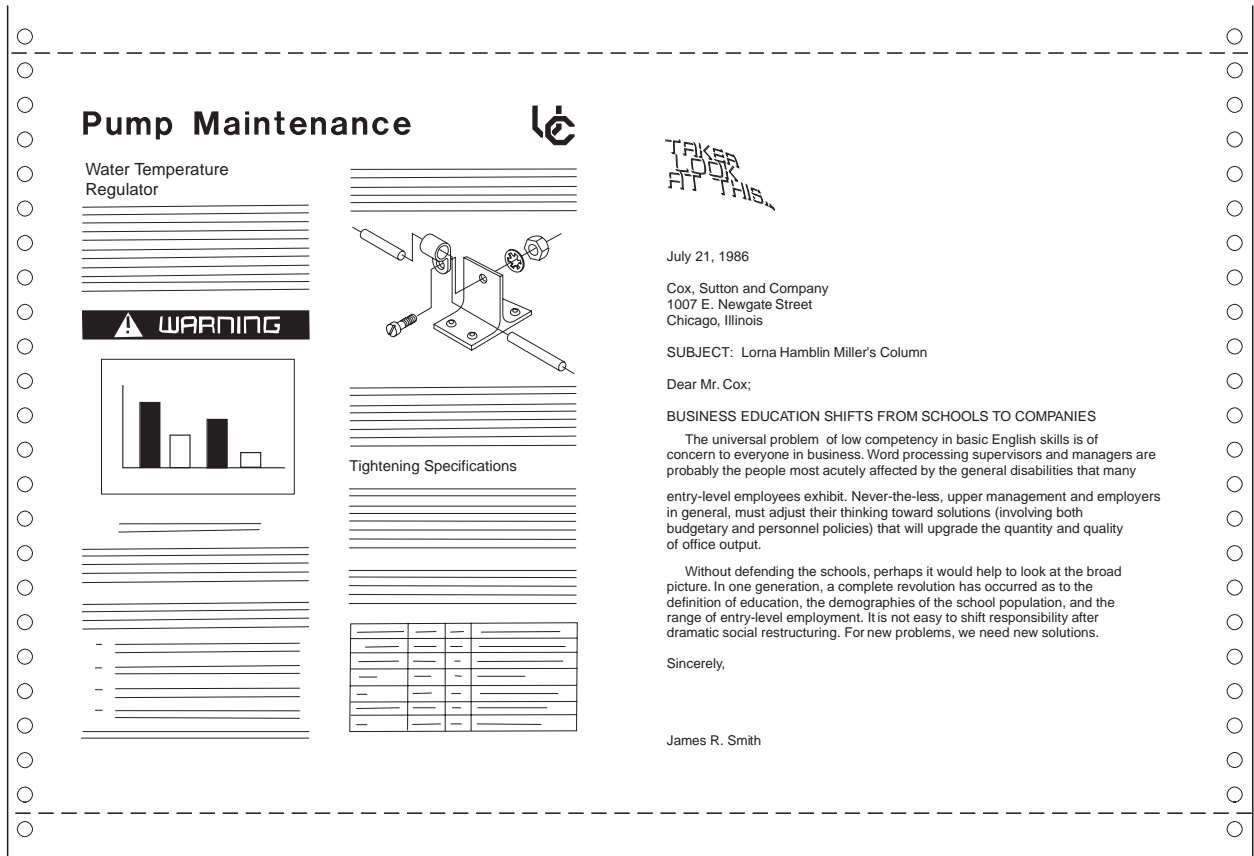 Pump Maintenance
Water Temperature
Regulator
WARNING
Tightening Specifications
TAKE A
LOOK
AT THIS...
July 21, 1986
Cox, Sutton and Company
1007 E. Newgate Street
Chicago, Illinois
SUBJECT: Lorna Hamblin Miller's Column
Dear Mr. Cox;
BUSINESS EDUCATION SHIFTS FROM SCHOOLS TO COMPANIES
The universal problem of low competency in basic English skills is of
concern to everyone in business. Word processing supervisors and managers are
probably the people most acutely affected by the general disabilities that many
entry-level employees exhibit. Never-the-less, upper management and employers
in general, must adjust their thinking toward solutions (involving both
budgetary and personnel policies) that will upgrade the quantity and quality
of office output.
Without defending the schools, perhaps it would help to look at the broad
picture. In one generation, a complete revolution has occurred as to the
definition of education, the demographies of the school population, and the
range of entry-level employment. It is not easy to shift responsibility after
dramatic social restructuring. For new problems, we need new solutions.
Sincerely,
James R. Smith